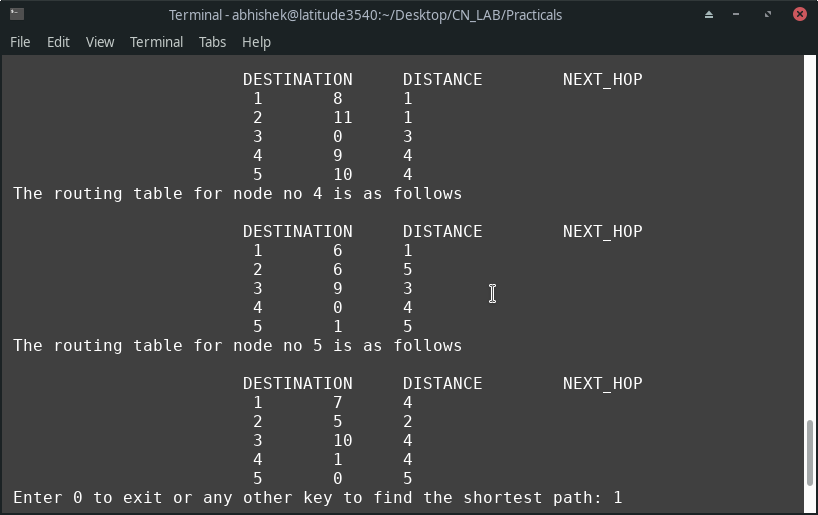 Terminal - abhishek@latitude3540:~/Desktop/CN_LAB/Practicals
File Edit View Terminal Tabs Help
DESTINATION DISTANCE NEXT_HOP
1 8 1
2 11 1
3 0 3
4 9 4
5 10 4
The routing table for node no 4 is as follows
DESTINATION DISTANCE NEXT_HOP
1 6 1
2 6 5
3 9 3
4 0 4
5 1 5
The routing table for node no 5 is as follows
DESTINATION DISTANCE NEXT_HOP
1 7 4
2 5 2
3 10 4
4 1 4
5 0 5
Enter 0 to exit or any other key to find the shortest path: 1